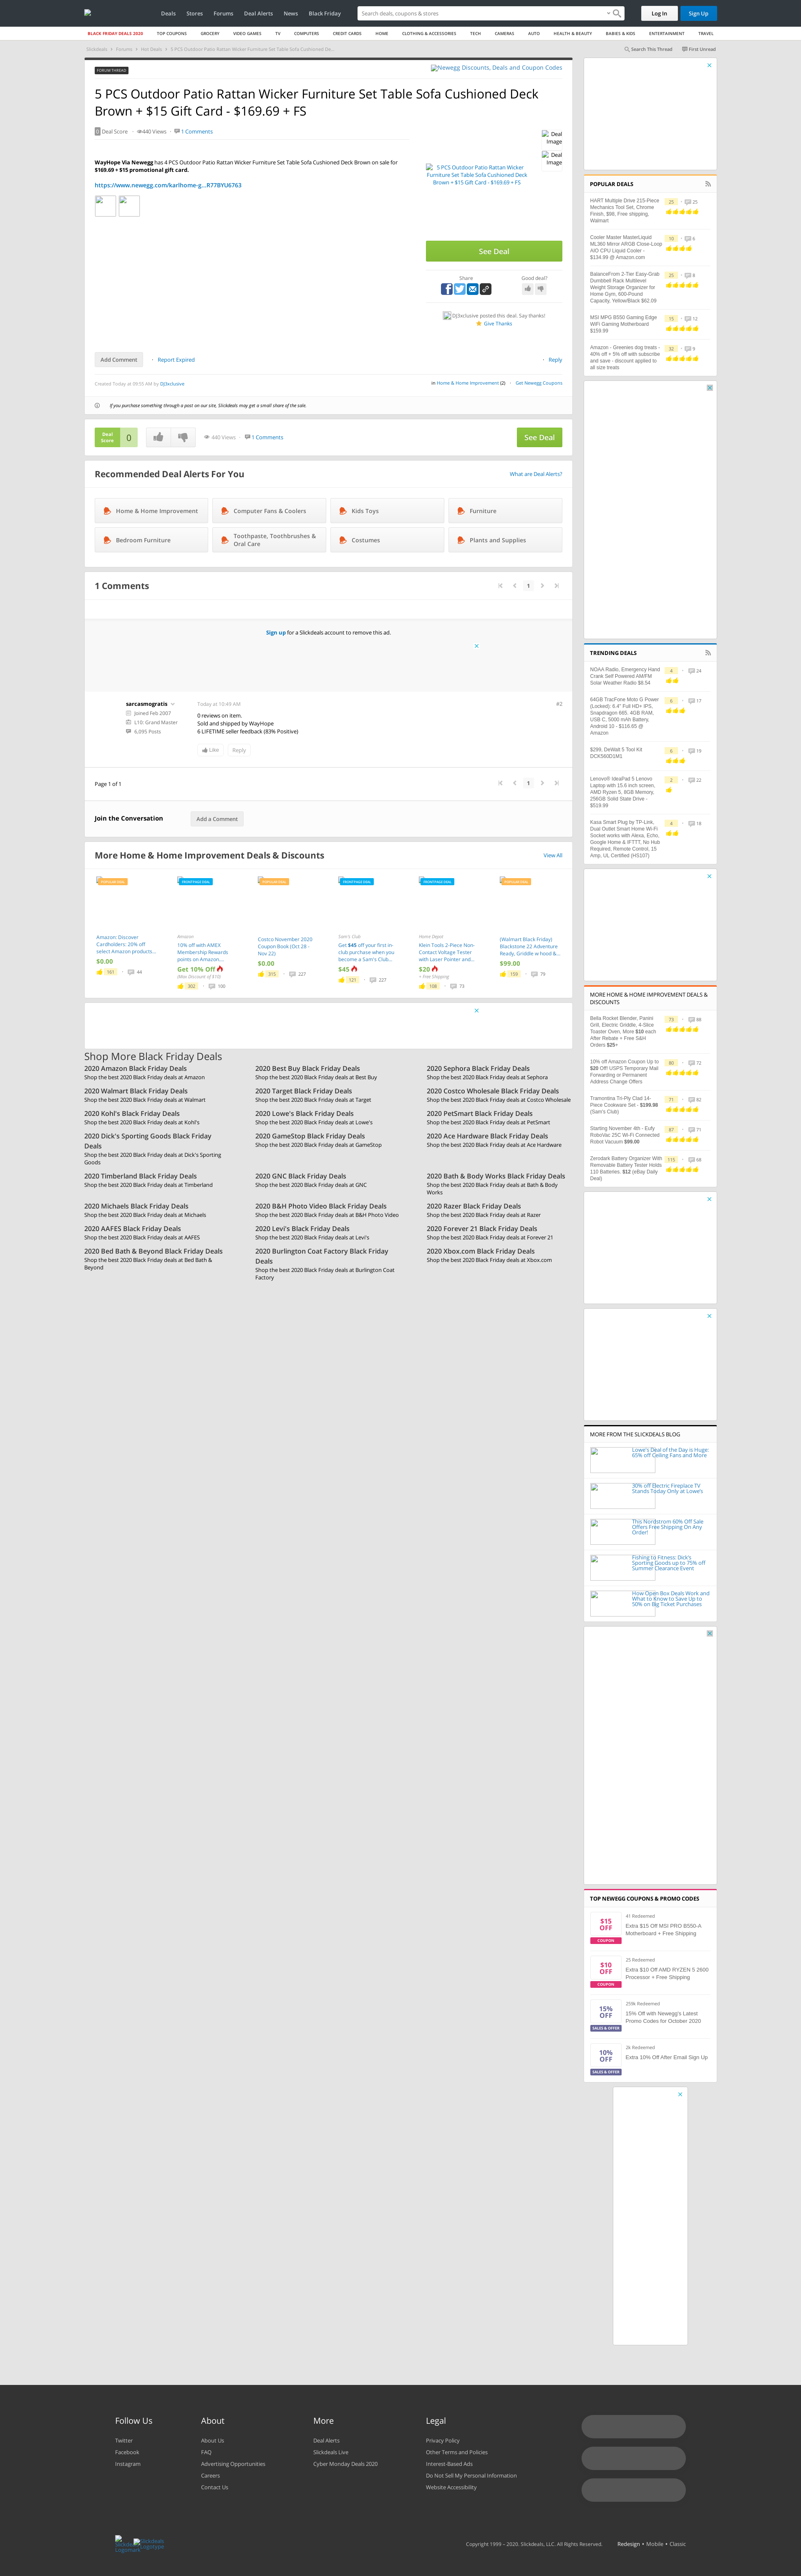 Deals Stores Forums Deal Alerts News Black Friday
Search deals, coupons & stores
Log In Sign Up
BLACK FRIDAY DEALS 2020 TOP COUPONS GROCERY VIDEO GAMES TV COMPUTERS CREDIT CARDS HOME CLOTHING & ACCESSORIES TECH CAMERAS AUTO HEALTH & BEAUTY BABIES & KIDS ENTERTAINMENT TRAVEL
Slickdeals Forums Hot Deals 5 PCS Outdoor Patio Rattan Wicker Furniture Set Table Sofa Cushioned De...
Search This Thread First Unread
FORUM THREAD
Newegg Discounts, Deals and Coupon Codes
5 PCS Outdoor Patio Rattan Wicker Furniture Set Table Sofa Cushioned Deck
Brown + $15 Gift Card - $169.69 + FS
0 Deal Score 440 Views 1 Comments
WayHope Via Newegg has 4 PCS Outdoor Patio Rattan Wicker Furniture Set Table Sofa Cushioned Deck Brown on sale for
$169.69 + $15 promotional gift card.
https://www.newegg.com/karlhome-g...R77BYU6763
Deal
Image
Deal
Image
5 PCS Outdoor Patio Rattan Wicker
Furniture Set Table Sofa Cushioned Deck
Brown + $15 Gift Card - $169.69 + FS
See Deal
Share Good deal?
DJ3xclusive posted this deal. Say thanks!
Give Thanks
Add Comment Report Expired Reply
Created Today at 09:55 AM by DJ3xclusive
in Home & Home Improvement (2) Get Newegg Coupons
If you purchase something through a post on our site, Slickdeals may get a small share of the sale.
Deal
Score 0
440 Views 1 Comments
See Deal
Recommended Deal Alerts For You
What are Deal Alerts?
Home & Home Improvement Computer Fans & Coolers Kids Toys Furniture
Bedroom Furniture Toothpaste, Toothbrushes &
Oral Care Costumes Plants and Supplies
1 Comments
1
Sign up for a Slickdeals account to remove this ad.
sarcasmogratis
Joined Feb 2007
L10: Grand Master
6,095 Posts
Today at 10:49 AM #2
0 reviews on item.
Sold and shipped by WayHope
6 LIFETIME seller feedback (83% Positive)
Like Reply
Page 1 of 1
1
Join the Conversation
Add a Comment
More Home & Home Improvement Deals & Discounts
View All
POPULAR DEAL
Amazon: Discover
Cardholders: 20% off
select Amazon products...
$0.00
161 44
FRONTPAGE DEAL
Amazon
10% off with AMEX
Membership Rewards
points on Amazon....
Get 10% Off
(Max Discount of $10)
302 100
POPULAR DEAL
Costco November 2020
Coupon Book (Oct 28 -
Nov 22)
$0.00
315 227
FRONTPAGE DEAL
Sam's Club
Get $45 off your first in-
club purchase when you
become a Sam's Club...
$45
121 237
FRONTPAGE DEAL
Home Depot
Klein Tools 2-Piece Non-
Contact Voltage Tester
with Laser Pointer and...
$20
+ Free Shipping
108 73
POPULAR DEAL
(Walmart Black Friday)
Blackstone 22 Adventure
Ready, Griddle w hood &...
$99.00
159 79
Shop More Black Friday Deals
2020 Amazon Black Friday Deals
Shop the best 2020 Black Friday deals at Amazon
2020 Best Buy Black Friday Deals
Shop the best 2020 Black Friday deals at Best Buy
2020 Sephora Black Friday Deals
Shop the best 2020 Black Friday deals at Sephora
2020 Walmart Black Friday Deals
Shop the best 2020 Black Friday deals at Walmart
2020 Target Black Friday Deals
Shop the best 2020 Black Friday deals at Target
2020 Costco Wholesale Black Friday Deals
Shop the best 2020 Black Friday deals at Costco Wholesale
2020 Kohl's Black Friday Deals
Shop the best 2020 Black Friday deals at Kohl's
2020 Lowe's Black Friday Deals
Shop the best 2020 Black Friday deals at Lowe's
2020 PetSmart Black Friday Deals
Shop the best 2020 Black Friday deals at PetSmart
2020 Dick's Sporting Goods Black Friday
Deals
Shop the best 2020 Black Friday deals at Dick's Sporting
Goods
2020 GameStop Black Friday Deals
Shop the best 2020 Black Friday deals at GameStop
2020 Ace Hardware Black Friday Deals
Shop the best 2020 Black Friday deals at Ace Hardware
2020 Timberland Black Friday Deals
Shop the best 2020 Black Friday deals at Timberland
2020 GNC Black Friday Deals
Shop the best 2020 Black Friday deals at GNC
2020 Bath & Body Works Black Friday Deals
Shop the best 2020 Black Friday deals at Bath & Body
Works
2020 Michaels Black Friday Deals
Shop the best 2020 Black Friday deals at Michaels
2020 B&H Photo Video Black Friday Deals
Shop the best 2020 Black Friday deals at B&H Photo Video
2020 Razer Black Friday Deals
Shop the best 2020 Black Friday deals at Razer
2020 AAFES Black Friday Deals
Shop the best 2020 Black Friday deals at AAFES
2020 Levi's Black Friday Deals
Shop the best 2020 Black Friday deals at Levi's
2020 Forever 21 Black Friday Deals
Shop the best 2020 Black Friday deals at Forever 21
2020 Bed Bath & Beyond Black Friday Deals
Shop the best 2020 Black Friday deals at Bed Bath &
Beyond
2020 Burlington Coat Factory Black Friday
Deals
Shop the best 2020 Black Friday deals at Burlington Coat
Factory
2020 Xbox.com Black Friday Deals
Shop the best 2020 Black Friday deals at Xbox.com
POPULAR DEALS
HART Multiple Drive 215-Piece
Mechanics Tool Set, Chrome
Finish, $98, Free shipping,
Walmart
25 25
Cooler Master MasterLiquid
ML360 Mirror ARGB Close-Loop
AIO CPU Liquid Cooler -
$134.99 @ Amazon.com
10 6
BalanceFrom 2-Tier Easy-Grab
Dumbbell Rack Multilevel
Weight Storage Organizer for
Home Gym, 600-Pound
Capacity, Yellow/Black $62.09
25 8
MSI MPG B550 Gaming Edge
WiFi Gaming Motherboard
$159.99
15 12
Amazon - Greenies dog treats -
40% off + 5% off with subscribe
and save - discount applied to
all size treats
32 9
TRENDING DEALS
NOAA Radio, Emergency Hand
Crank Self Powered AM/FM
Solar Weather Radio $8.54
4 24
64GB TracFone Moto G Power
(Locked): 6.4" Full HD+ IPS,
Snapdragon 665, 4GB RAM,
USB C, 5000 mAh Battery,
Android 10 - $116.65 @
Amazon
6 17
$299, DeWalt 5 Tool Kit
DCK560D1M1
6 19
Lenovo® IdeaPad 5 Lenovo
Laptop with 15.6 inch screen,
AMD Ryzen 5, 8GB Memory,
256GB Solid State Drive -
$519.99
2 22
Kasa Smart Plug by TP-Link,
Dual Outlet Smart Home Wi-Fi
Socket works with Alexa, Echo,
Google Home & IFTTT, No Hub
Required, Remote Control, 15
Amp, UL Certified (HS107)
4 18
MORE HOME & HOME IMPROVEMENT DEALS &
DISCOUNTS
Bella Rocket Blender, Panini
Grill, Electric Griddle, 4-Slice
Toaster Oven, More $10 each
After Rebate + Free S&H
Orders $25+
73 88
10% off Amazon Coupon Up to
$20 Off! USPS Temporary Mail
Forwarding or Permanent
Address Change Offers
80 72
Tramontina Tri-Ply Clad 14-
Piece Cookware Set - $199.98
(Sam's Club)
71 82
Starting November 4th - Eufy
RoboVac 25C Wi-Fi Connected
Robot Vacuum $99.00
87 71
Zerodark Battery Organizer With
Removable Battery Tester Holds
110 Batteries. $12 (eBay Daily
Deal)
115 68
MORE FROM THE SLICKDEALS BLOG
Lowe's Deal of the Day is Huge:
65% off Ceiling Fans and More
30% off Electric Fireplace TV
Stands Today Only at Lowe's
This Nordstrom 60% Off Sale
Offers Free Shipping On Any
Order!
Fishing to Fitness: Dick's
Sporting Goods up to 75% off
Summer Clearance Event
How Open Box Deals Work and
What to Know to Save Up to
50% on Big Ticket Purchases
TOP NEWEGG COUPONS & PROMO CODES
$15
OFF
COUPON
41 Redeemed
Extra $15 Off MSI PRO B550-A
Motherboard + Free Shipping
$10
OFF
COUPON
25 Redeemed
Extra $10 Off AMD RYZEN 5 2600
Processor + Free Shipping
15%
OFF
SALES & OFFER
259k Redeemed
15% Off with Newegg's Latest
Promo Codes for October 2020
10%
OFF
SALES & OFFER
2k Redeemed
Extra 10% Off After Email Sign Up
Follow Us
Twitter
Facebook
Instagram
About
About Us
FAQ
Advertising Opportunities
Careers
Contact Us
More
Deal Alerts
Slickdeals Live
Cyber Monday Deals 2020
Legal
Privacy Policy
Other Terms and Policies
Interest-Based Ads
Do Not Sell My Personal Information
Website Accessibility
Slickdeals
Logotype
Copyright 1999 – 2020. Slickdeals, LLC. All Rights Reserved. Redesign • Mobile • Classic